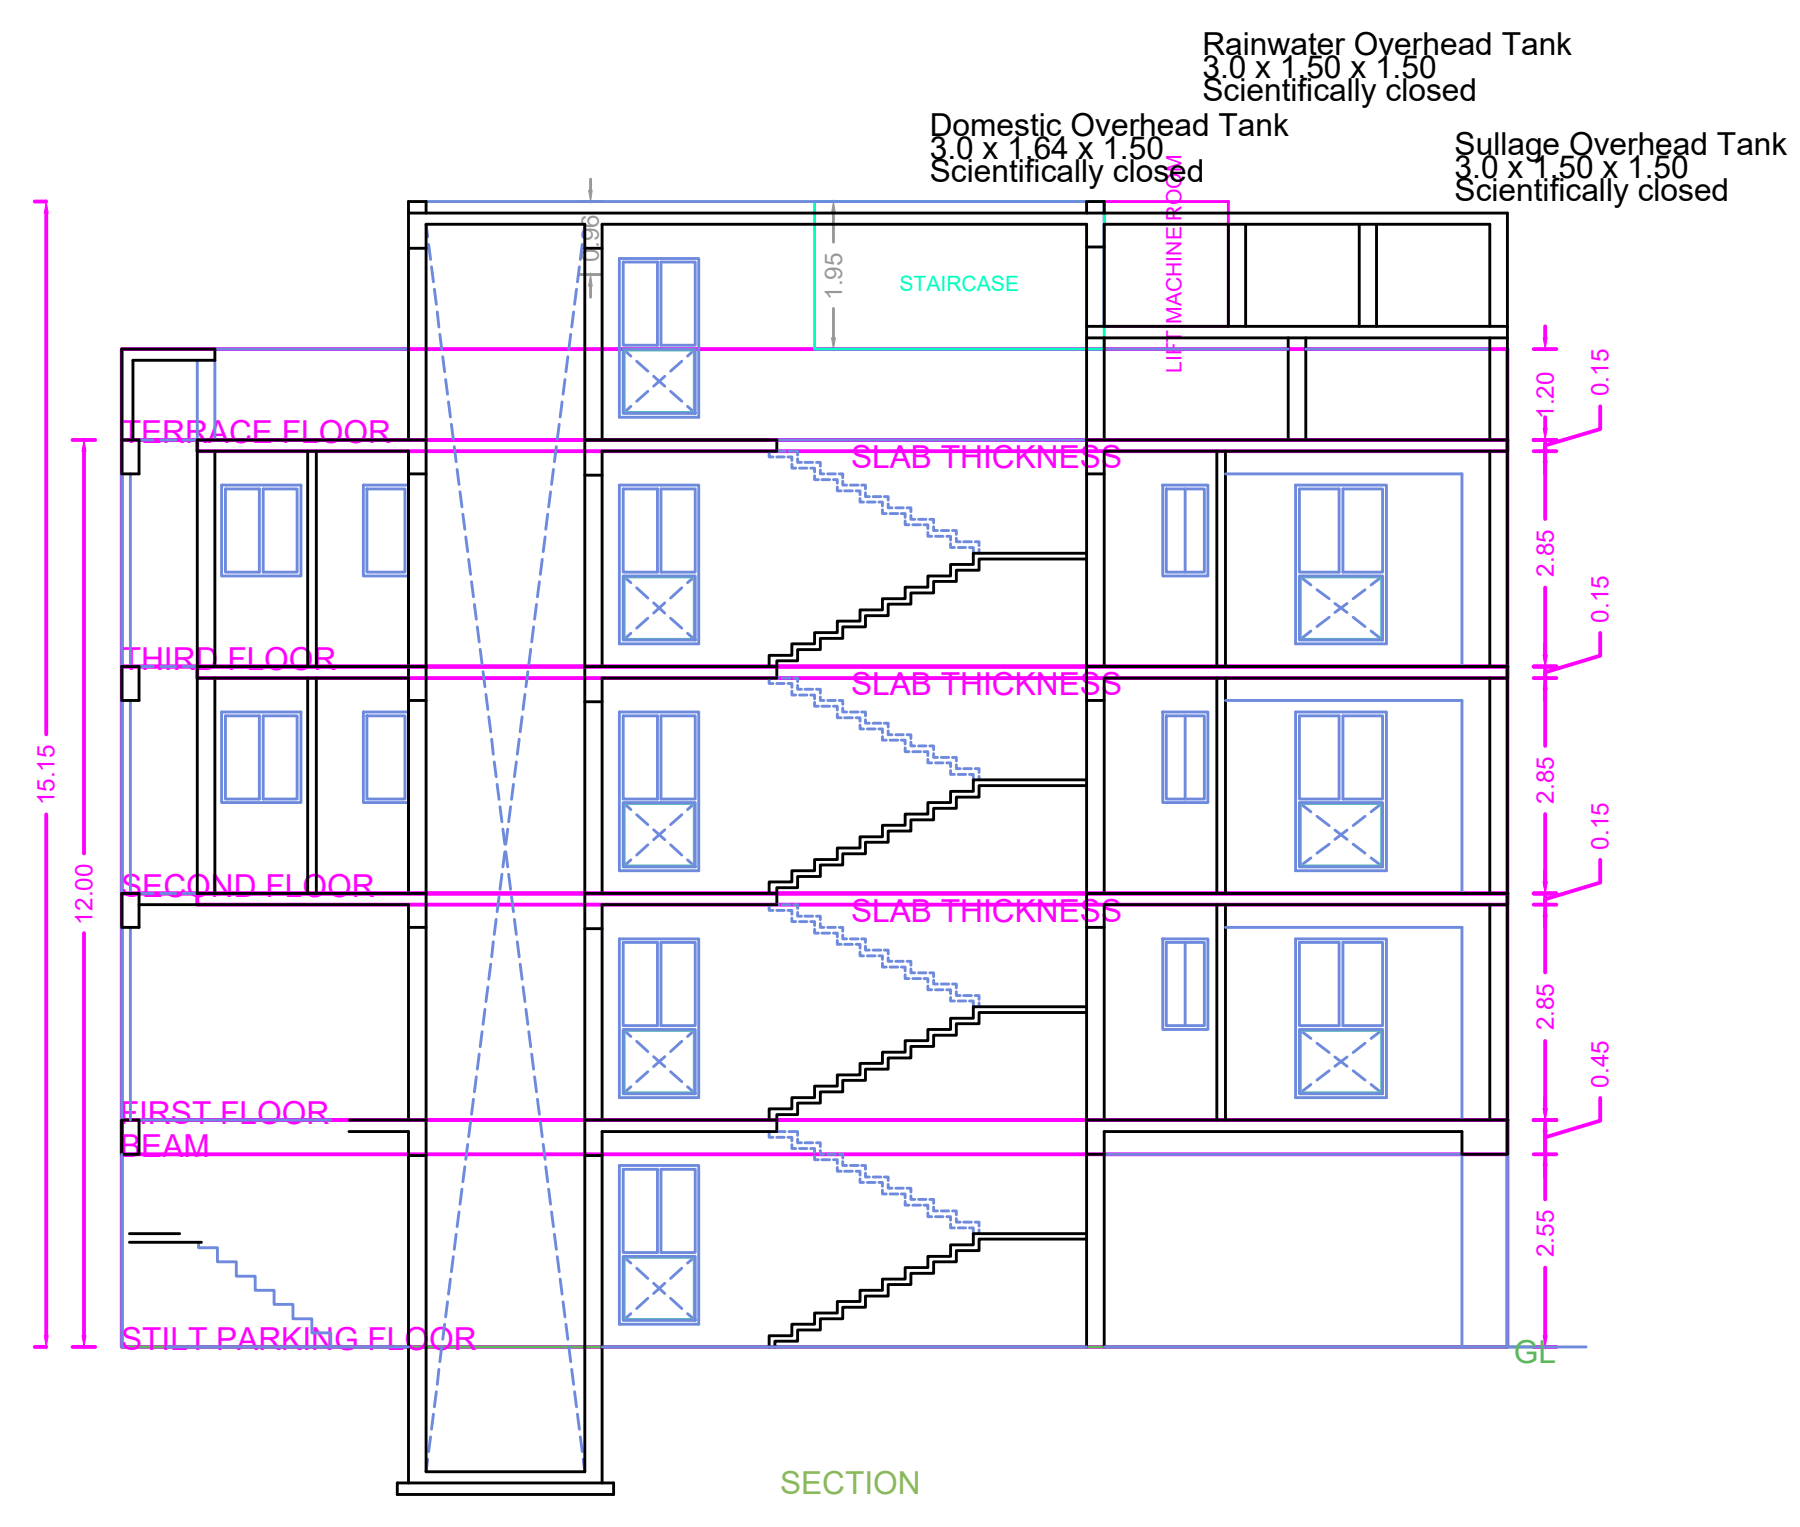 Rainwater Overhead Tank
3.0 x 1.50 x 1.50
Scientifically closed
Domestic Overhead Tank
3.0 x 1.64 x 1.50
Scientifically closed
Sullage Overhead Tank
3.0 x 1.50 x 1.50
Scientifically closed
0.96
1.95
STAIRCASE
LIFT MACHINE ROOM
1.20
0.15
TERRACE FLOOR
SLAB THICKNESS
2.85
0.15
THIRD FLOOR
SLAB THICKNESS
15.15
2.85
0.15
12.00
SECOND FLOOR
SLAB THICKNESS
2.85
0.45
FIRST FLOOR
BEAM
2.55
STILT PARKING FLOOR
GL
SECTION